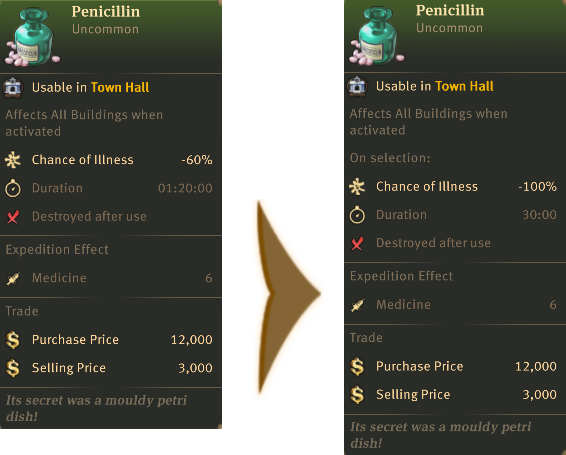 Penicillin
Uncommon
Usable in Town Hall
Affects All Buildings when
activated
Chance of Illness -60%
Duration 01:20:00
Destroyed after use
Expedition Effect
Medicine 6
Trade
Purchase Price 12,000
Selling Price 3,000
Its secret was a mouldy petri
dish!
Penicillin
Uncommon
Usable in Town Hall
Affects All Buildings when
activated
On selection:
Chance of Illness -100%
Duration 30:00
Destroyed after use
Expedition Effect
Medicine 6
Trade
Purchase Price 12,000
Selling Price 3,000
Its secret was a mouldy petri
dish!